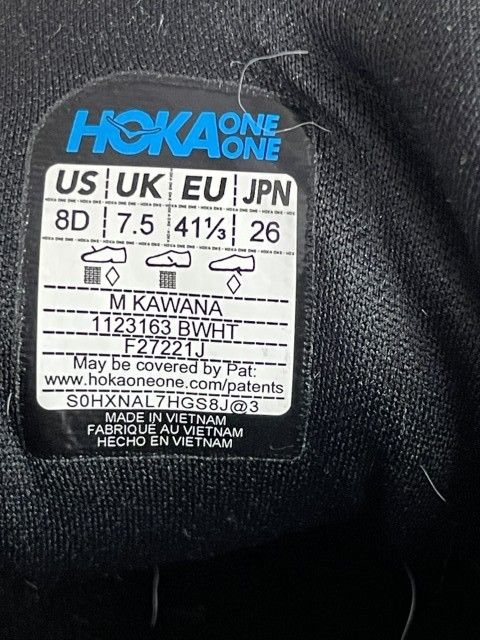 HOKA ONE ONE
US UK EU JPN
8D 7.5 41⅓ 26
M KAWANA
1123163 BWHT
F27221J
May be covered by Pat:
www.hokaoneone.com/patents
S0HXNAL7HGS8J@3
MADE IN VIETNAM
FABRIQUÉ AU VIETNAM
HECHO EN VIETNAM